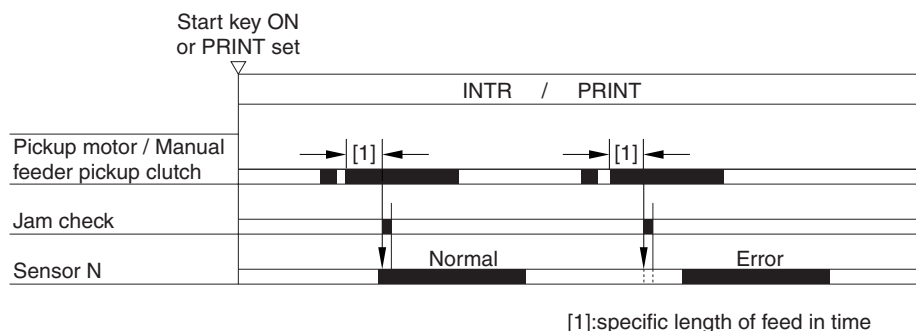 Start key ON
or PRINT set
INTR / PRINT
Pickup motor / Manual
feeder pickup clutch
[1]
[1]
Jam check
Sensor N
Normal
Error
[1]:specific length of feed in time